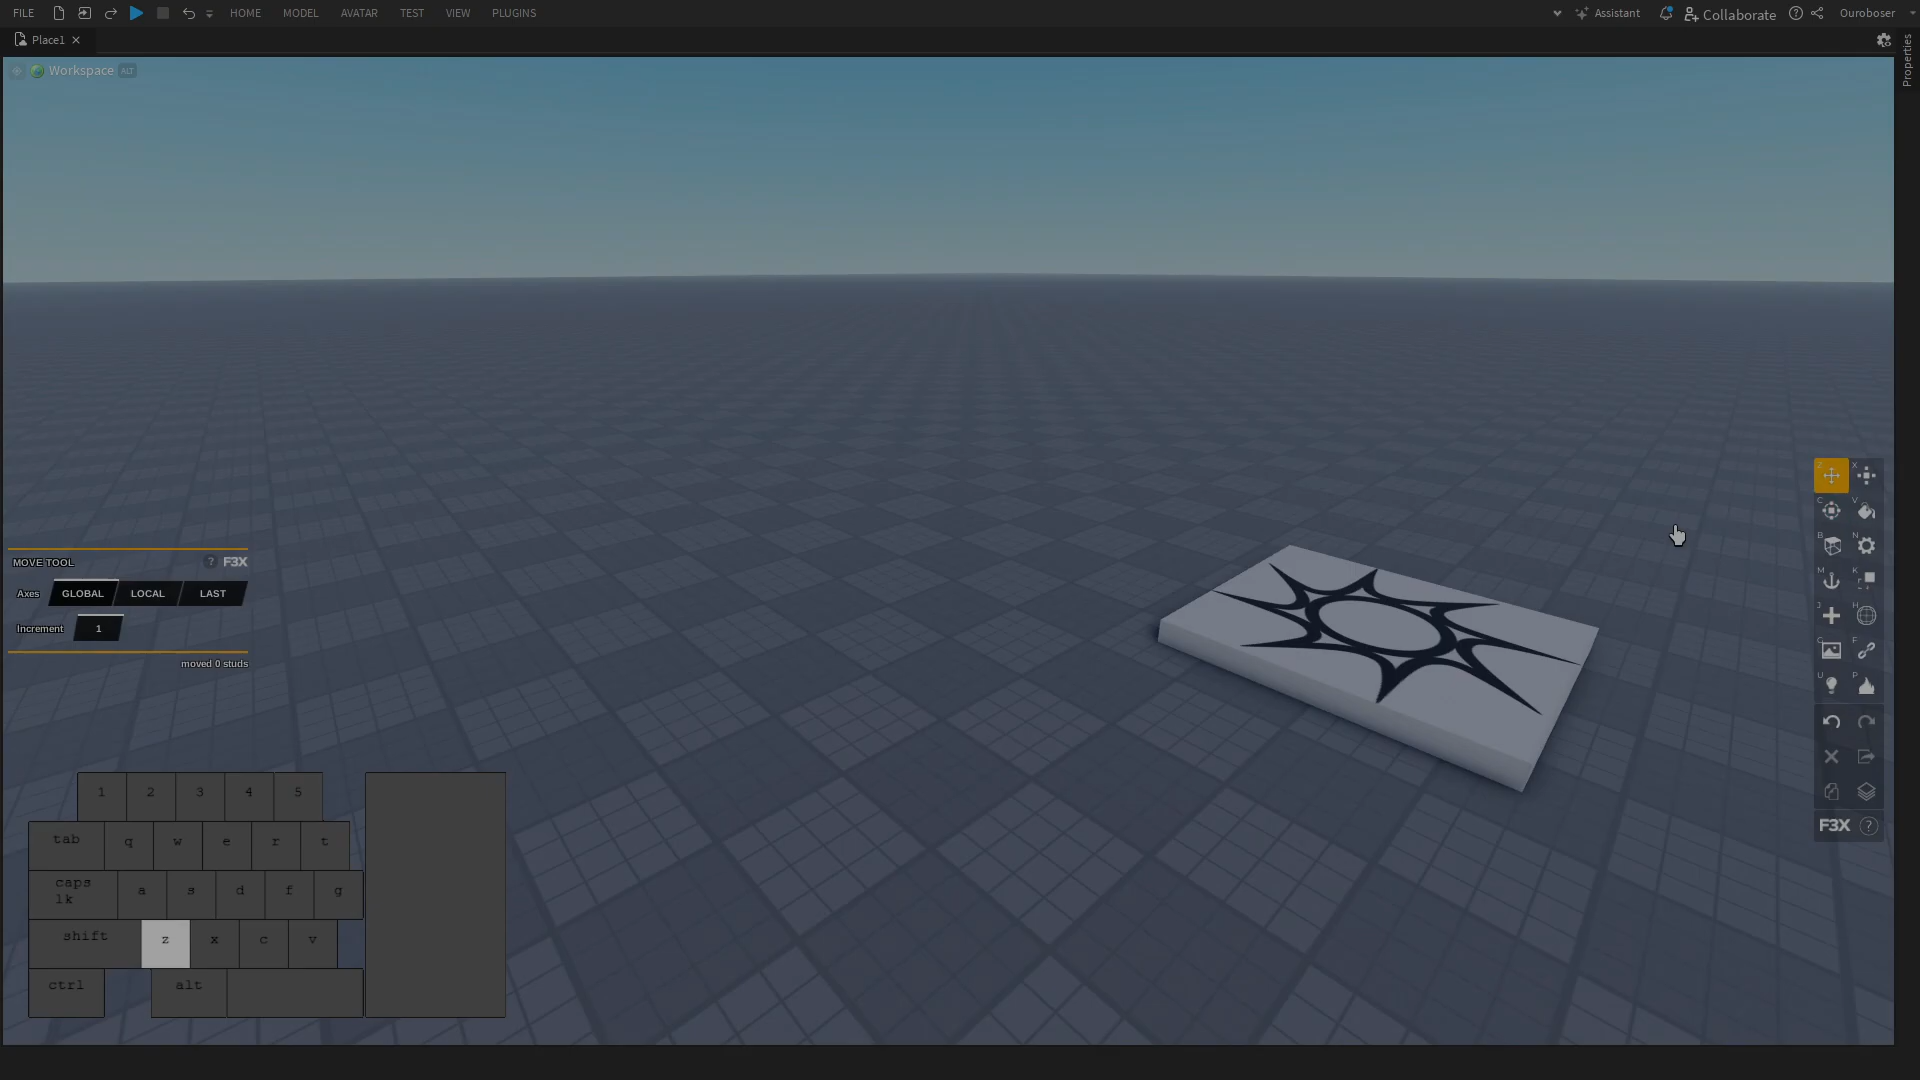 FILE HOME MODEL AVATAR TEST VIEW PLUGINS Assistant Collaborate Ouroboser
Place1
Properties
Workspace ALT
MOVE TOOL ? F3X
Axes GLOBAL LOCAL LAST
Increment 1
moved 0 studs
Z X
C V
B N
M K
J H
G F
U P
F3X ?
1 2 3 4 5
tab q w e r t
caps lk a s d f g
shift z x c v
ctrl alt